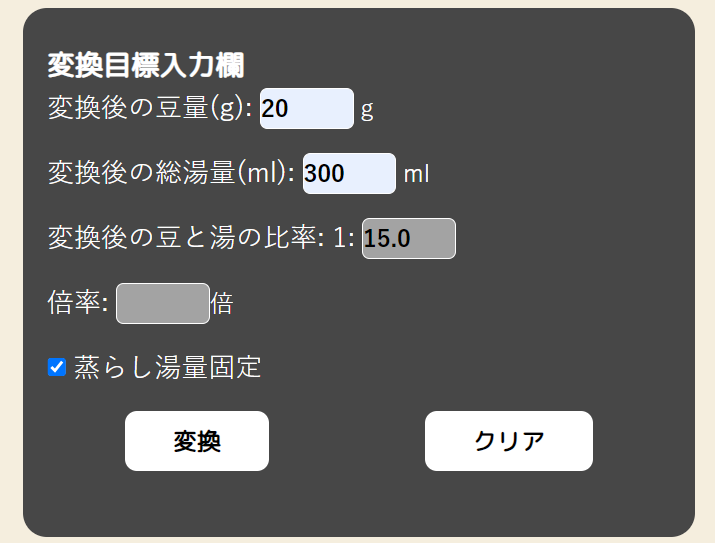 変換目標入力欄
変換後の豆量(g): 20 g
変換後の総湯量(ml): 300 ml
変換後の豆と湯の比率: 1: 15.0
倍率: 倍
蒸らし湯量固定
変換 クリア